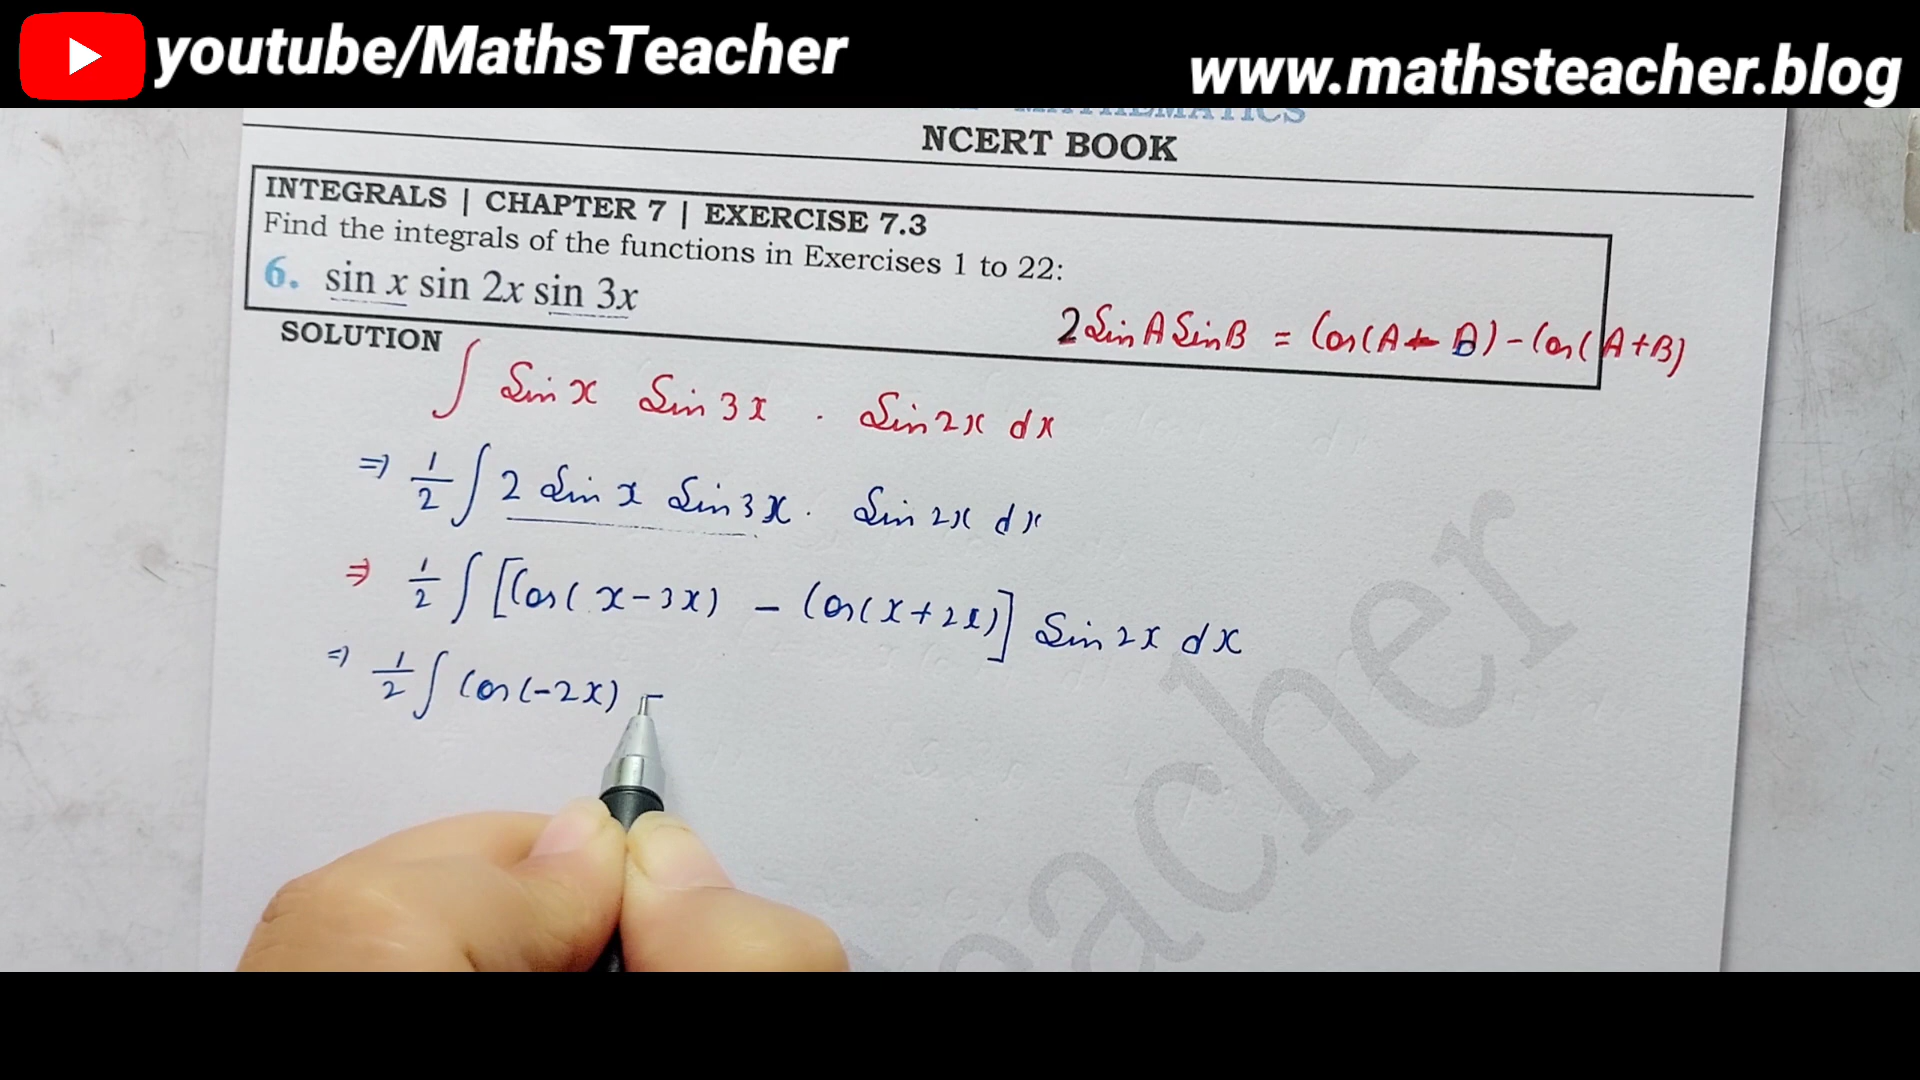 youtube/MathsTeacher
www.mathsteacher.blog
MATHEMATICS
NCERT BOOK
INTEGRALS | CHAPTER 7 | EXERCISE 7.3
Find the integrals of the functions in Exercises 1 to 22:
6. sin x sin 2x sin 3x
2 Sin A Sin B = Cos(A - B) - Cos(A+B)
SOLUTION
∫ Sin x Sin 3x . Sin 2x dx
⇒ 1/2 ∫ 2 Sin x Sin 3x . Sin 2x dx
⇒ 1/2 ∫ [Cos(x-3x) - Cos(x+2x)] Sin 2x dx
⇒ 1/2 ∫ Cos(-2x) -
eacher